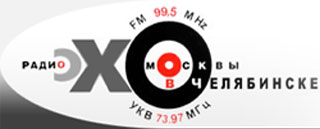 FM 99.5 MHz
РАДИО ЭХО МОСКВЫ
В ЧЕЛЯБИНСКЕ
УКВ 73.97 МГц